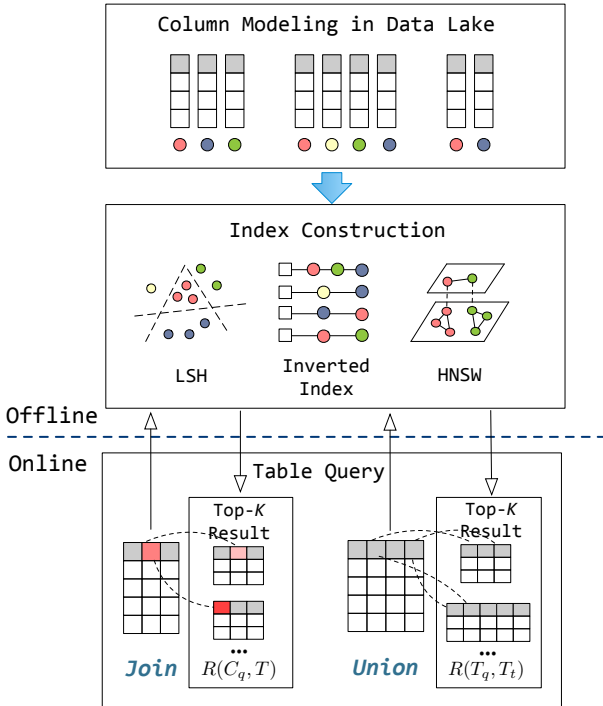 Column Modeling in Data Lake
Index Construction
LSH
Inverted
Index
HNSW
Offline
Online
Table Query
Top-K
Result
Top-K
Result
...
...
Join
R(C_q, T)
Union
R(T_q, T_t)